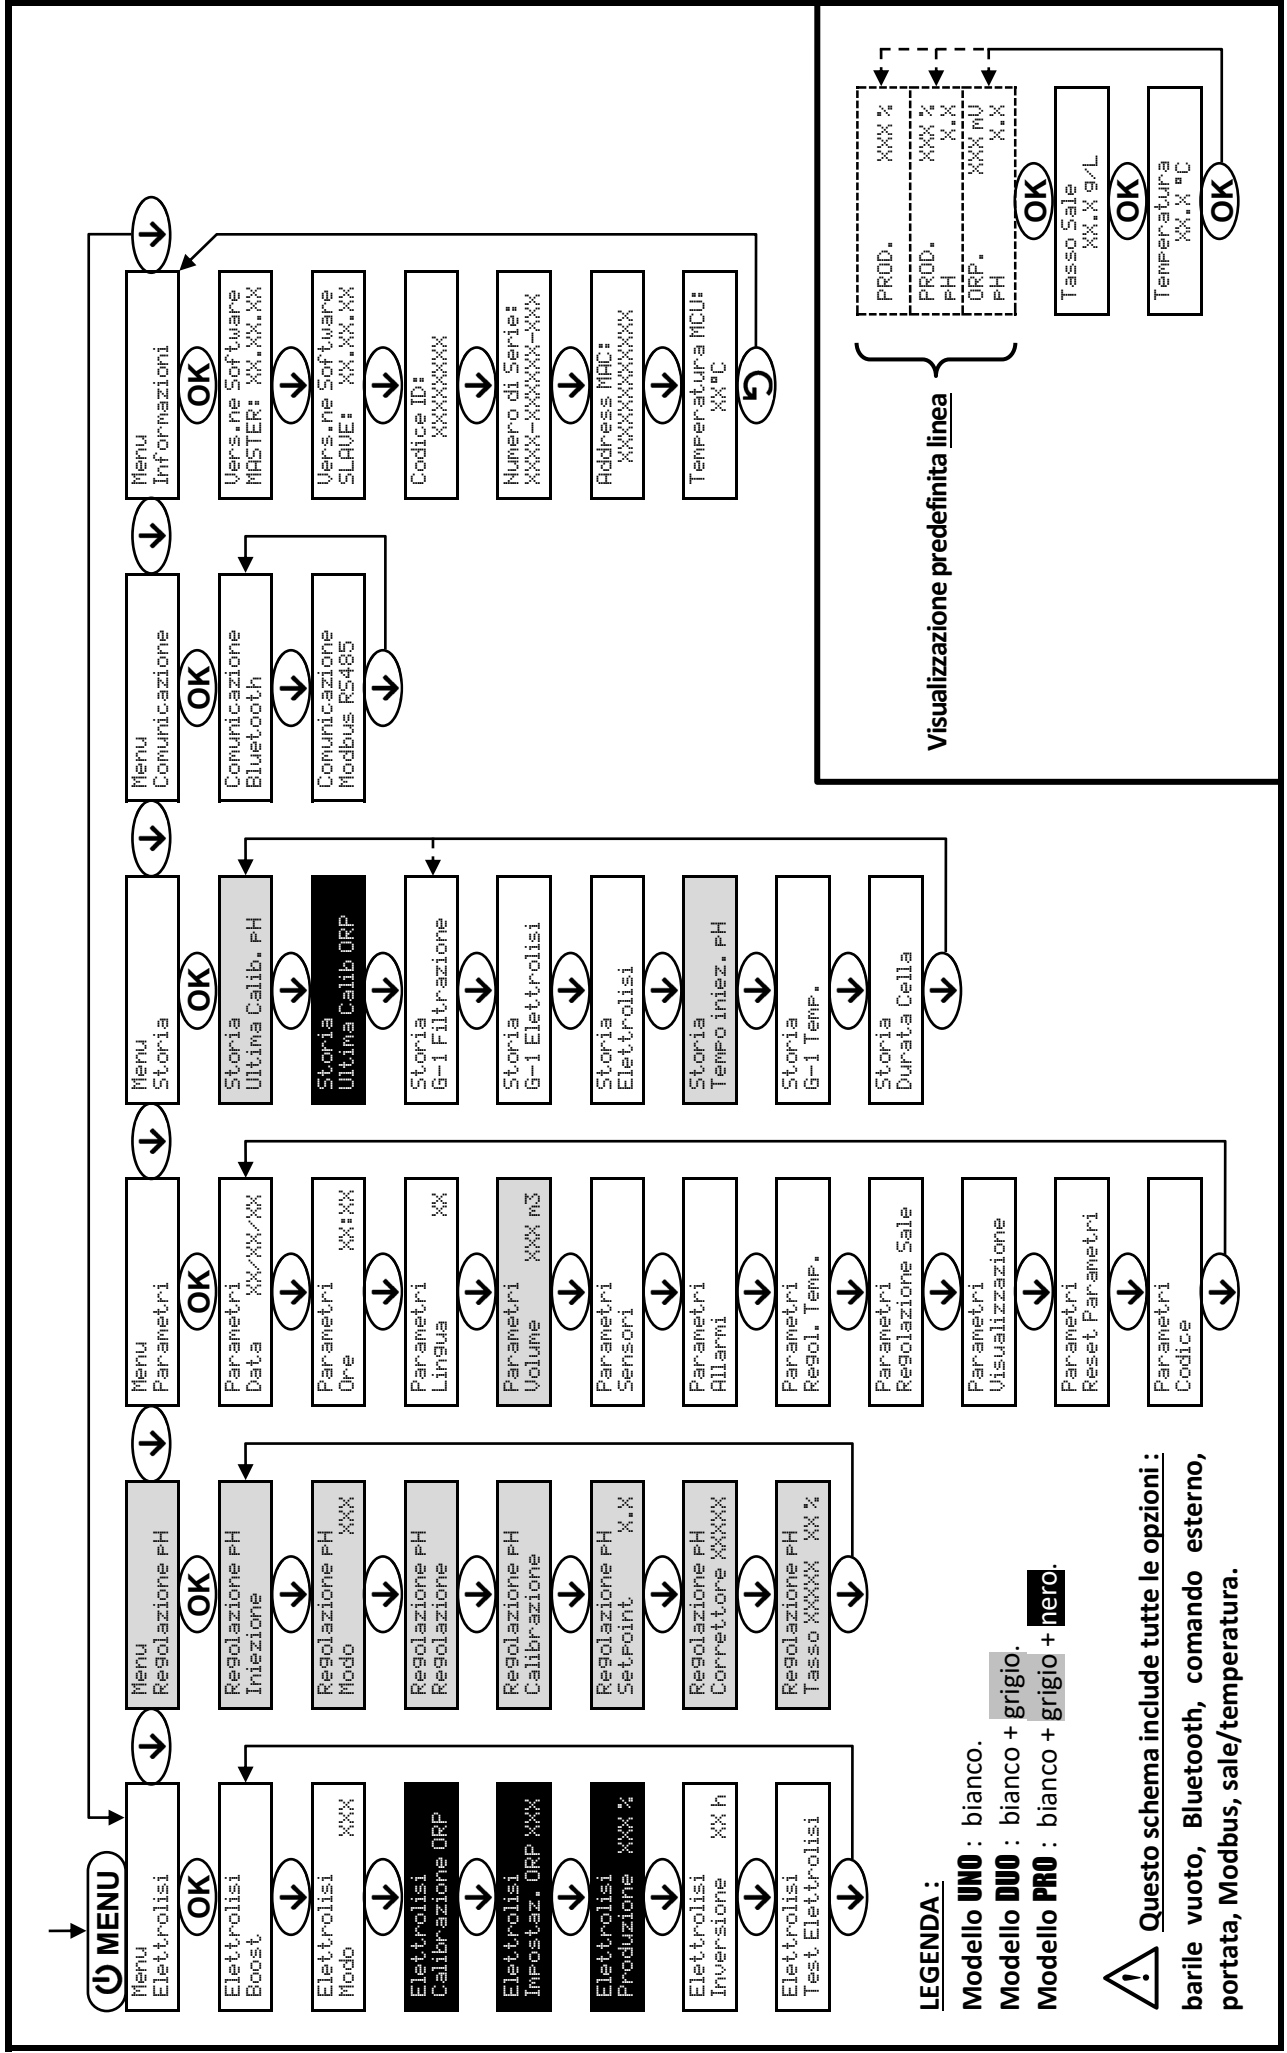 MENU
Menu
Elettrolisi
OK
Elettrolisi
Boost
Elettrolisi
Modo XXX
Elettrolisi
Calibrazione ORP
Elettrolisi
Impostaz. ORP XXX
Elettrolisi
Produzione XXX %
Elettrolisi
Inversione XX h
Elettrolisi
Test Elettrolisi
Menu
Regolazione pH
OK
Regolazione pH
Iniezione
Regolazione pH
Modo XXX
Regolazione pH
Regolazione
Regolazione pH
Calibrazione
Regolazione pH
Setpoint X.X
Regolazione pH
Correttore XXXXX
Regolazione pH
Tasso XXXXX XX %
Menu
Parametri
OK
Parametri
Data XX/XX/XX
Parametri
Ore XX:XX
Parametri
Lingua XX
Parametri
Volume XXX m3
Parametri
Sensori
Parametri
Allarmi
Parametri
Regol. Temp.
Parametri
Regolazione Sale
Parametri
Visualizzazione
Parametri
Reset Parametri
Parametri
Codice
Menu
Storia
OK
Storia
Ultima Calib. pH
Storia
Ultima Calib ORP
Storia
G-1 Filtrazione
Storia
G-1 Elettrolisi
Storia
Elettrolisi
Storia
Tempo iniez. pH
Storia
G-1 Temp.
Storia
Durata Cella
Menu
Comunicazione
OK
Comunicazione
Bluetooth
Comunicazione
Modbus RS485
Menu
Informazioni
OK
Vers.ne Software
MASTER: XX.XX.XX
Vers.ne Software
SLAVE: XX.XX.XX
Codice ID:
XXXXXXXX
Numero di Serie:
XXXX-XXXXXX-XXX
Address MAC:
XXXXXXXXXXXX
Temperatura MCU:
XX°C
LEGENDA :
Modello UNO : bianco.
Modello DUO : bianco + grigio.
Modello PRO : bianco + grigio + nero.
Questo schema include tutte le opzioni :
barile vuoto, Bluetooth, comando esterno,
portata, Modbus, sale/temperatura.
Visualizzazione predefinita linea
PROD. XXX %
PROD. XXX %
pH X.X
ORP. XXX mV
pH X.X
OK
Tasso Sale
XX.X g/L
OK
Temperatura
XX.X °C
OK